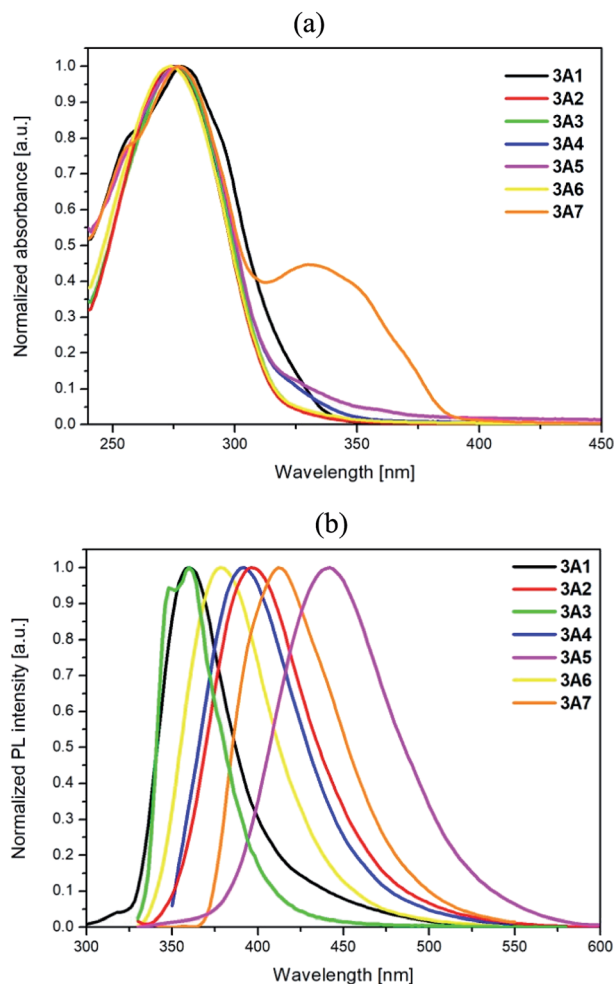 (a)
Normalized absorbance [a.u.]
1.0
0.9
0.8
0.7
0.6
0.5
0.4
0.3
0.2
0.1
0.0
3A1
3A2
3A3
3A4
3A5
3A6
3A7
250 300 350 400 450
Wavelength [nm]
(b)
Normalized PL intensity [a.u.]
1.0
0.9
0.8
0.7
0.6
0.5
0.4
0.3
0.2
0.1
0.0
3A1
3A2
3A3
3A4
3A5
3A6
3A7
300 350 400 450 500 550 600
Wavelength [nm]